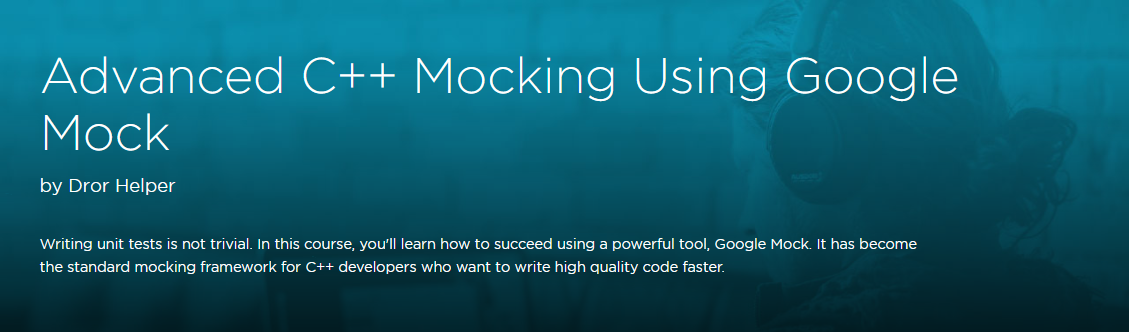 Advanced C++ Mocking Using Google
Mock
by Dror Helper
Writing unit tests is not trivial. In this course, you'll learn how to succeed using a powerful tool, Google Mock. It has become
the standard mocking framework for C++ developers who want to write high quality code faster.